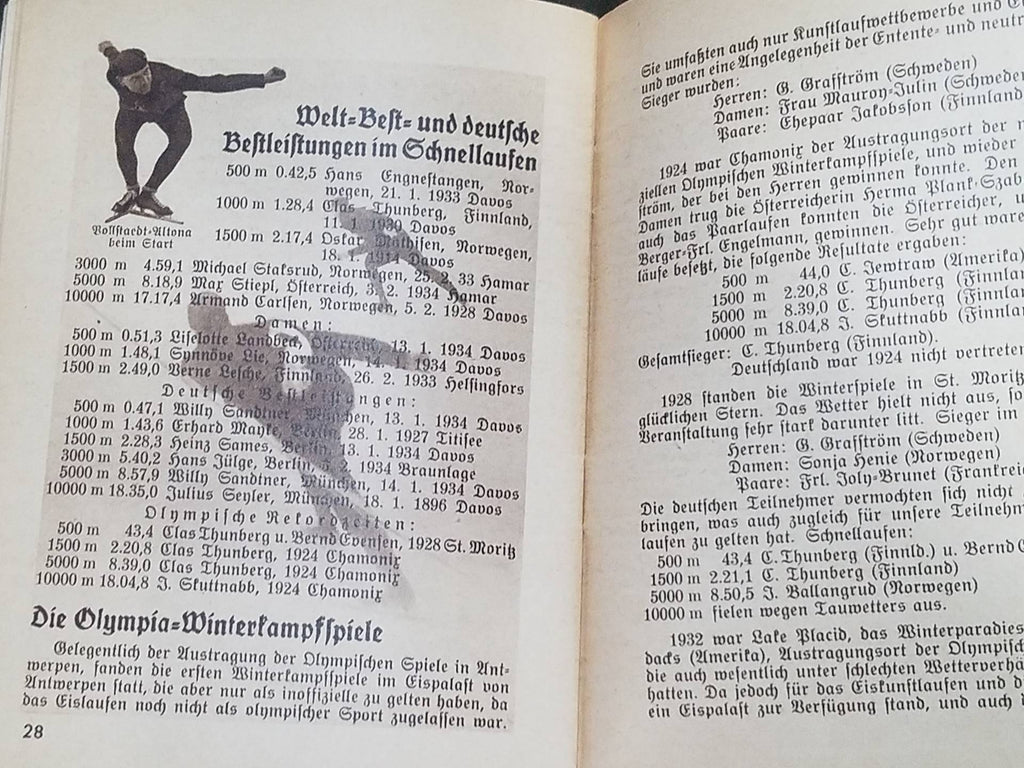 Welt-Best- und deutsche
Bestleistungen im Schnellaufen
500 m 0.42,5 Hans Engnestangen, Nor-
wegen, 21. 1. 1933 Davos
1000 m 1.28,4 Clas Thunberg, Finnland,
11. 1. 1930 Davos
1500 m 2.17,4 Oskar Mathisen, Norwegen,
18. 1. 1914 Davos
Vollstaedt-Altona
beim Start
3000 m 4.59,1 Michael Staksrud, Norwegen, 25. 2. 33 Hamar
5000 m 8.18,9 Max Stiepl, Österreich, 3. 2. 1934 Hamar
10000 m 17.17,4 Armand Carlsen, Norwegen, 5. 2. 1928 Davos
Damen:
500 m 0.51,3 Liselotte Landbeck, Österreich, 13. 1. 1934 Davos
1000 m 1.48,1 Synnöve Lie, Norwegen, 14. 1. 1934 Davos
1500 m 2.49,0 Verne Lesche, Finnland, 26. 2. 1933 Helsingfors
Deutsche Bestleistungen:
500 m 0.47,1 Willy Sandtner, München, 13. 1. 1934 Davos
1000 m 1.43,6 Erhard Mayke, Berlin, 28. 1. 1927 Titisee
1500 m 2.28,3 Heinz Sames, Berlin, 13. 1. 1934 Davos
3000 m 5.40,2 Hans Jülge, Berlin, 5. 2. 1934 Braunlage
5000 m 8.57,9 Willy Sandtner, München, 14. 1. 1934 Davos
10000 m 18.35,0 Julius Seyler, München, 18. 1. 1896 Davos
Olympische Rekordzeiten:
500 m 43,4 Clas Thunberg u. Bernd Evensen, 1928 St. Moritz
1500 m 2.20,8 Clas Thunberg, 1924 Chamonix
5000 m 8.39,0 Clas Thunberg, 1924 Chamonix
10000 m 18.04,8 J. Skuttnabb, 1924 Chamonix
Die Olympia-Winterkampfspiele
Gelegentlich der Austragung der Olympischen Spiele in Ant-
werpen, fanden die ersten Winterkampfspiele im Eispalast von
Antwerpen statt, die aber nur als inoffizielle zu gelten haben, da
das Eislaufen noch nicht als olympischer Sport zugelassen war.
28
Sie umfaßten auch nur Kunstlaufwettbewerbe und
und waren eine Angelegenheit der Entente- und neutr
Sieger wurden:
Herren: G. Grafström (Schweden)
Damen: Frau Mauroy-Julin (Schweden
Paare: Ehepaar Jakobsson (Finnland
1924 war Chamonix der Austragungsort der
ziellen Olympischen Winterkampfspiele, und wieder
ström, der bei den Herren gewinnen konnte. Den
Damen trug die Österreicherin Herma Plank-Szab
auch das Paarlaufen konnten die Österreicher,
Berger-Frl. Engelmann, gewinnen. Sehr gut ware
läufe besetzt, die folgende Resultate ergaben:
500 m 44,0 C. Jewtraw (Amerika)
1500 m 2.20,8 C. Thunberg (Finnlan
5000 m 8.39,0 C. Thunberg (Finnlan
10000 m 18.04,8 J. Skuttnabb (Finnlan
Gesamtsieger: C. Thunberg (Finnland).
Deutschland war 1924 nicht vertreten
1928 standen die Winterspiele in St. Moritz
glücklichen Stern. Das Wetter hielt nicht aus, so
Veranstaltung sehr stark darunter litt. Sieger im
Herren: G. Grafström (Schweden)
Damen: Sonja Henie (Norwegen)
Paare: Frl. Joly-Brunet (Frankreic
Die deutschen Teilnehmer vermochten sich nicht
bringen, was auch zugleich für unsere Teilnehm
laufen zu gelten hat. Schnellaufen:
500 m 43,4 C. Thunberg (Finnld.) u. Bernd
1500 m 2.21,1 C. Thunberg (Finnland)
5000 m 8.50,5 J. Ballangrud (Norwegen)
10000 m fielen wegen Tauwetters aus.
1932 war Lake Placid, das Winterparadies
dacks (Amerika), Austragungsort der Olympisch
die auch wesentlich unter schlechten Wetterverhä
hatten. Da jedoch für das Eiskunstlaufen und
ein Eispalast zur Verfügung stand, und auch